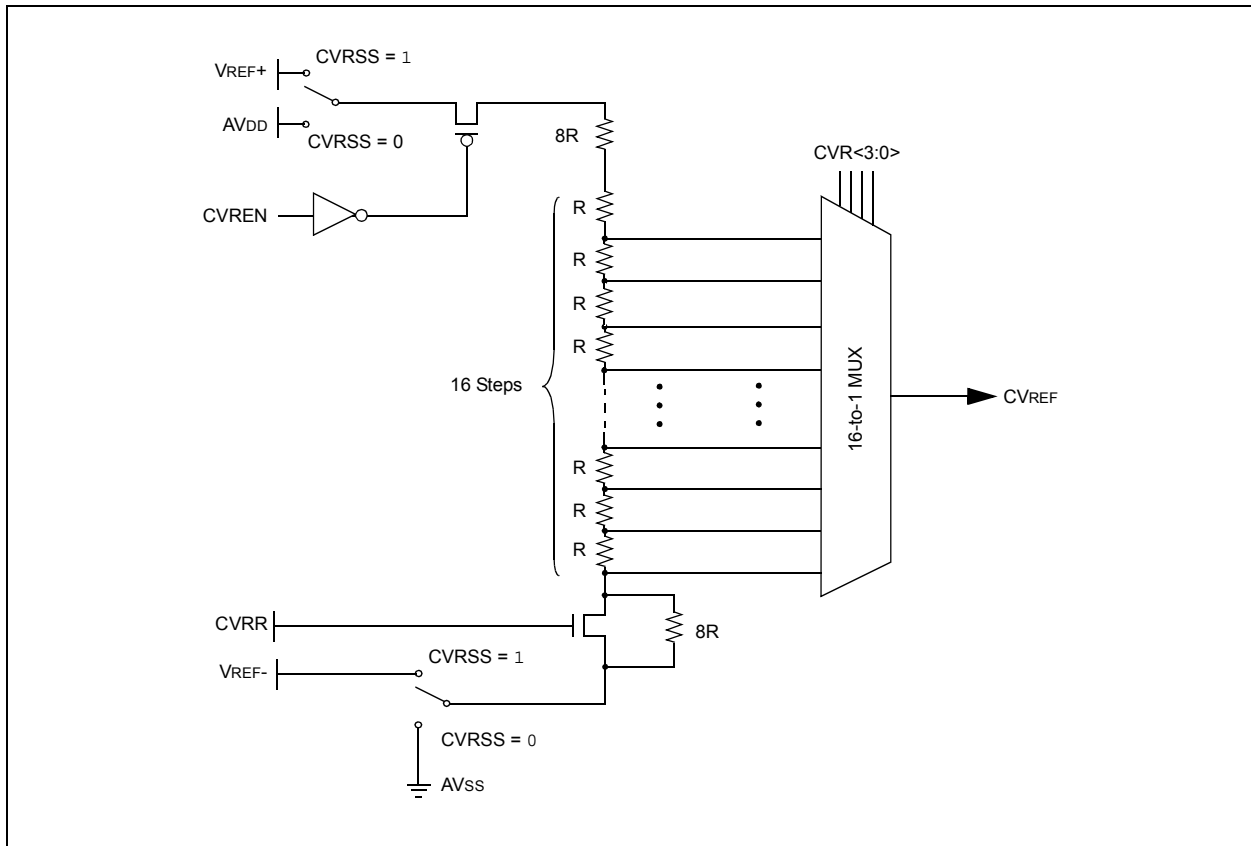 CVRSS = 1
VREF+
AVDD
CVRSS = 0
8R
CVR<3:0>
CVREN
R
R
R
R
16 Steps
16-to-1 MUX
CVREF
R
R
R
CVRR
8R
CVRSS = 1
VREF-
CVRSS = 0
AVSS